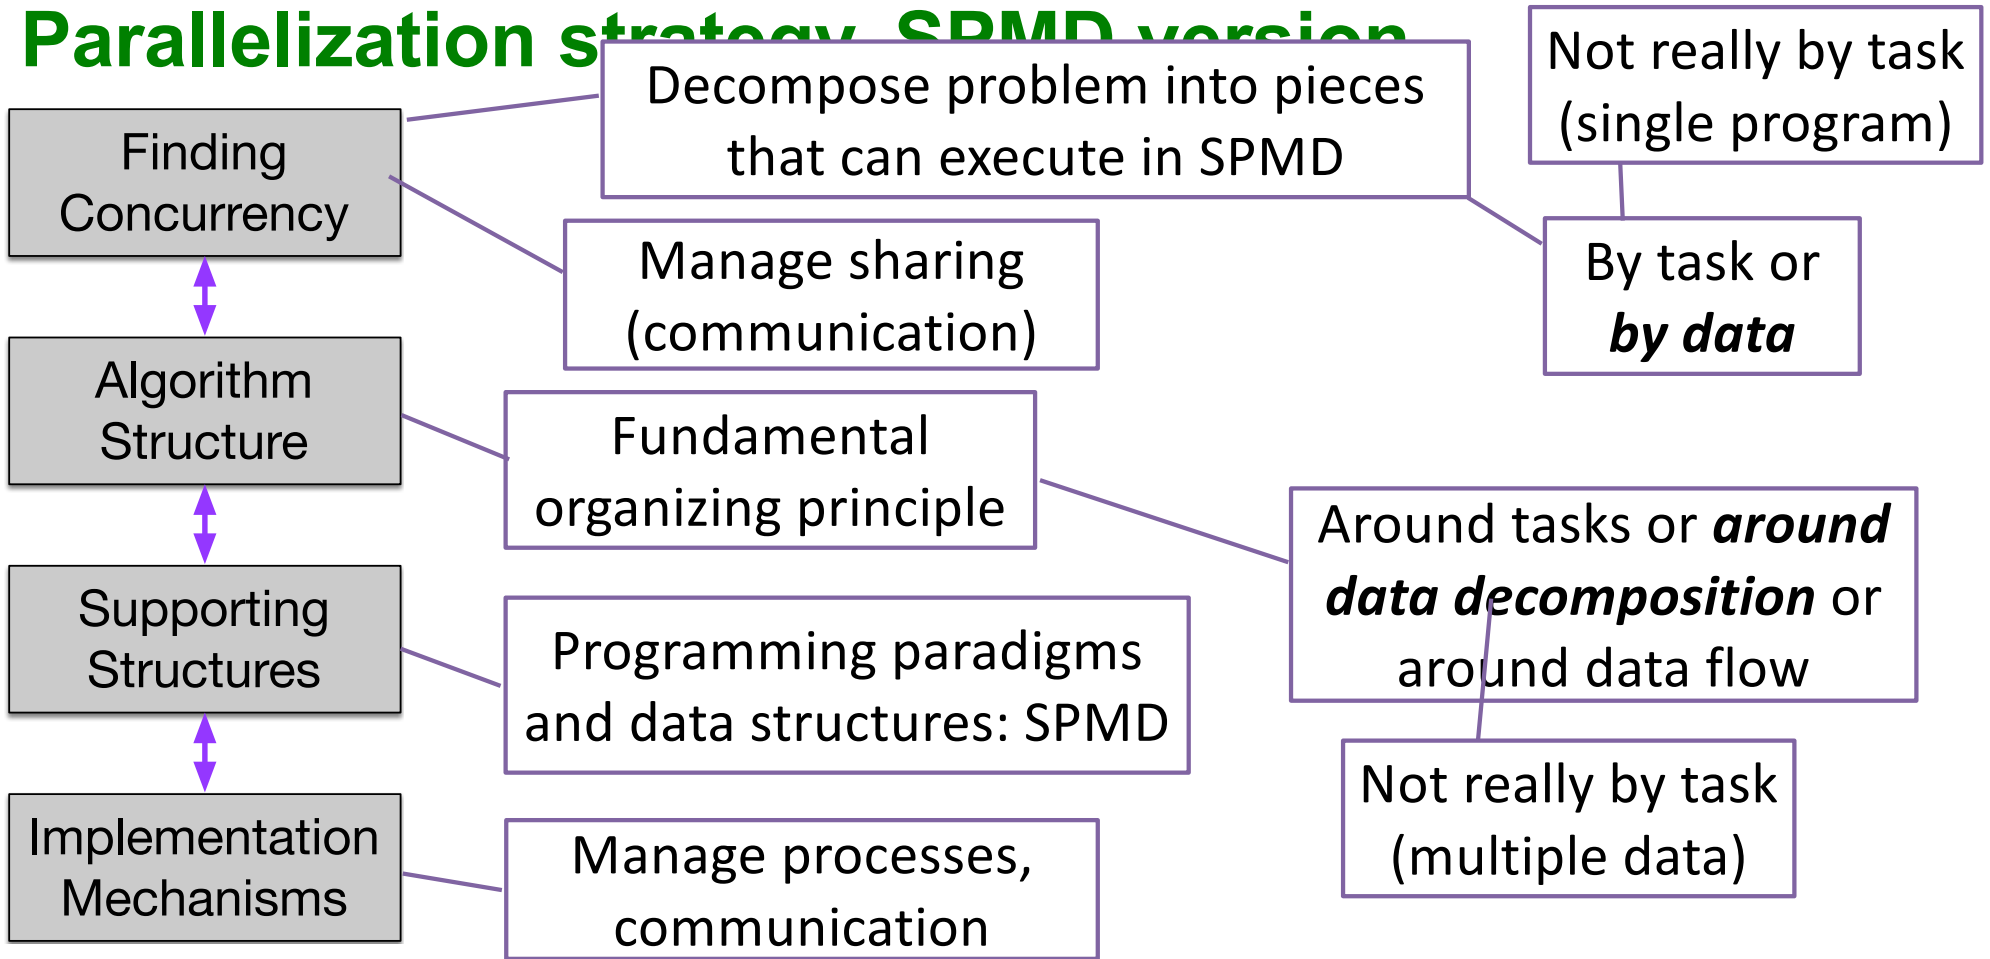 Parallelization strategy, SPMD version
Finding
Concurrency
Decompose problem into pieces
that can execute in SPMD
Not really by task
(single program)
By task or
by data
Manage sharing
(communication)
Algorithm
Structure
Fundamental
organizing principle
Around tasks or around
data decomposition or
around data flow
Not really by task
(multiple data)
Supporting
Structures
Programming paradigms
and data structures: SPMD
Implementation
Mechanisms
Manage processes,
communication